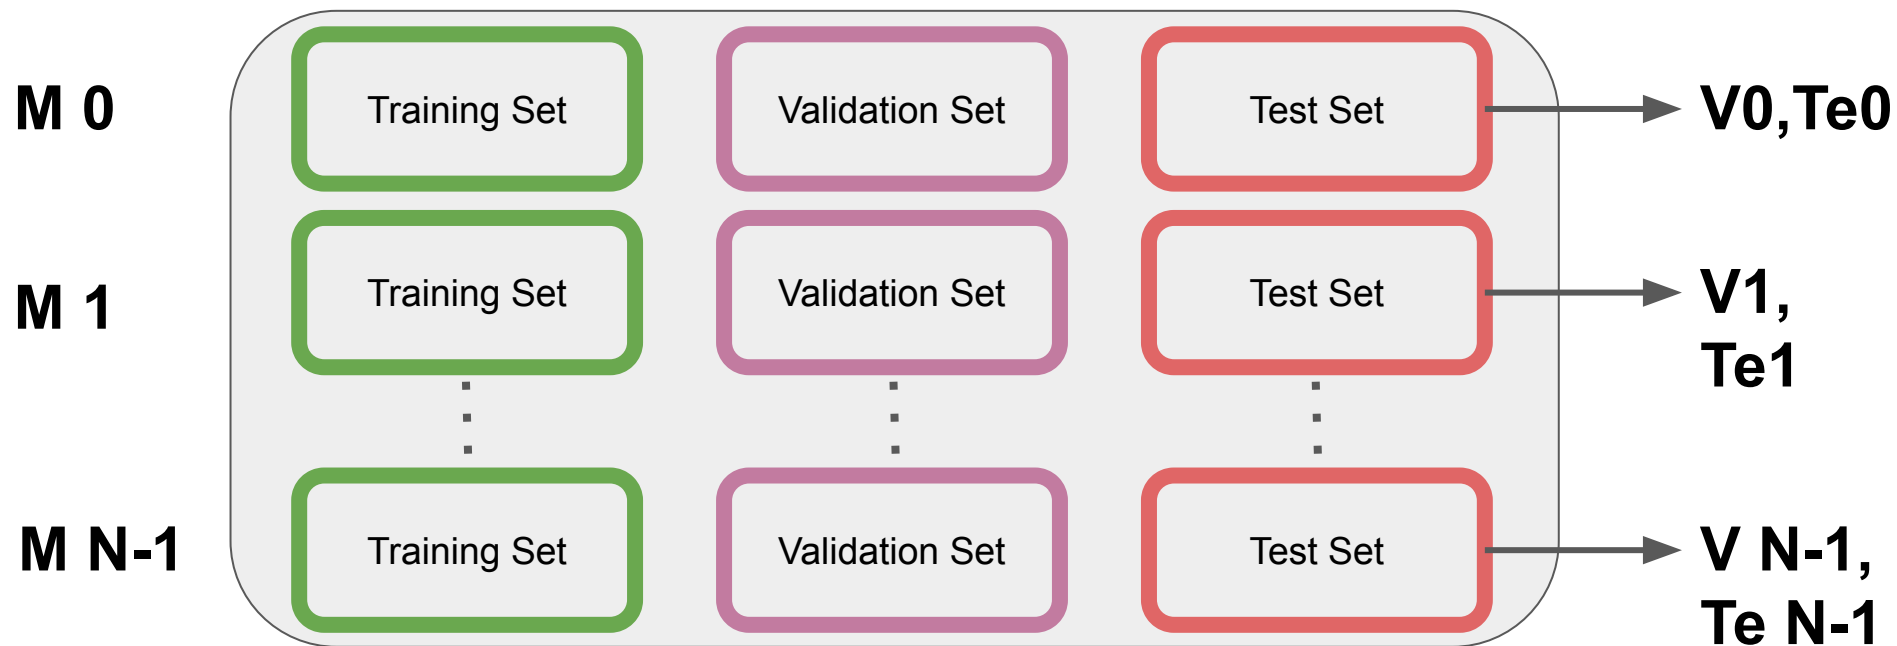 M 0
Training Set
Validation Set
Test Set
V0,Te0
M 1
Training Set
Validation Set
Test Set
V1,
Te1
M N-1
Training Set
Validation Set
Test Set
V N-1,
Te N-1